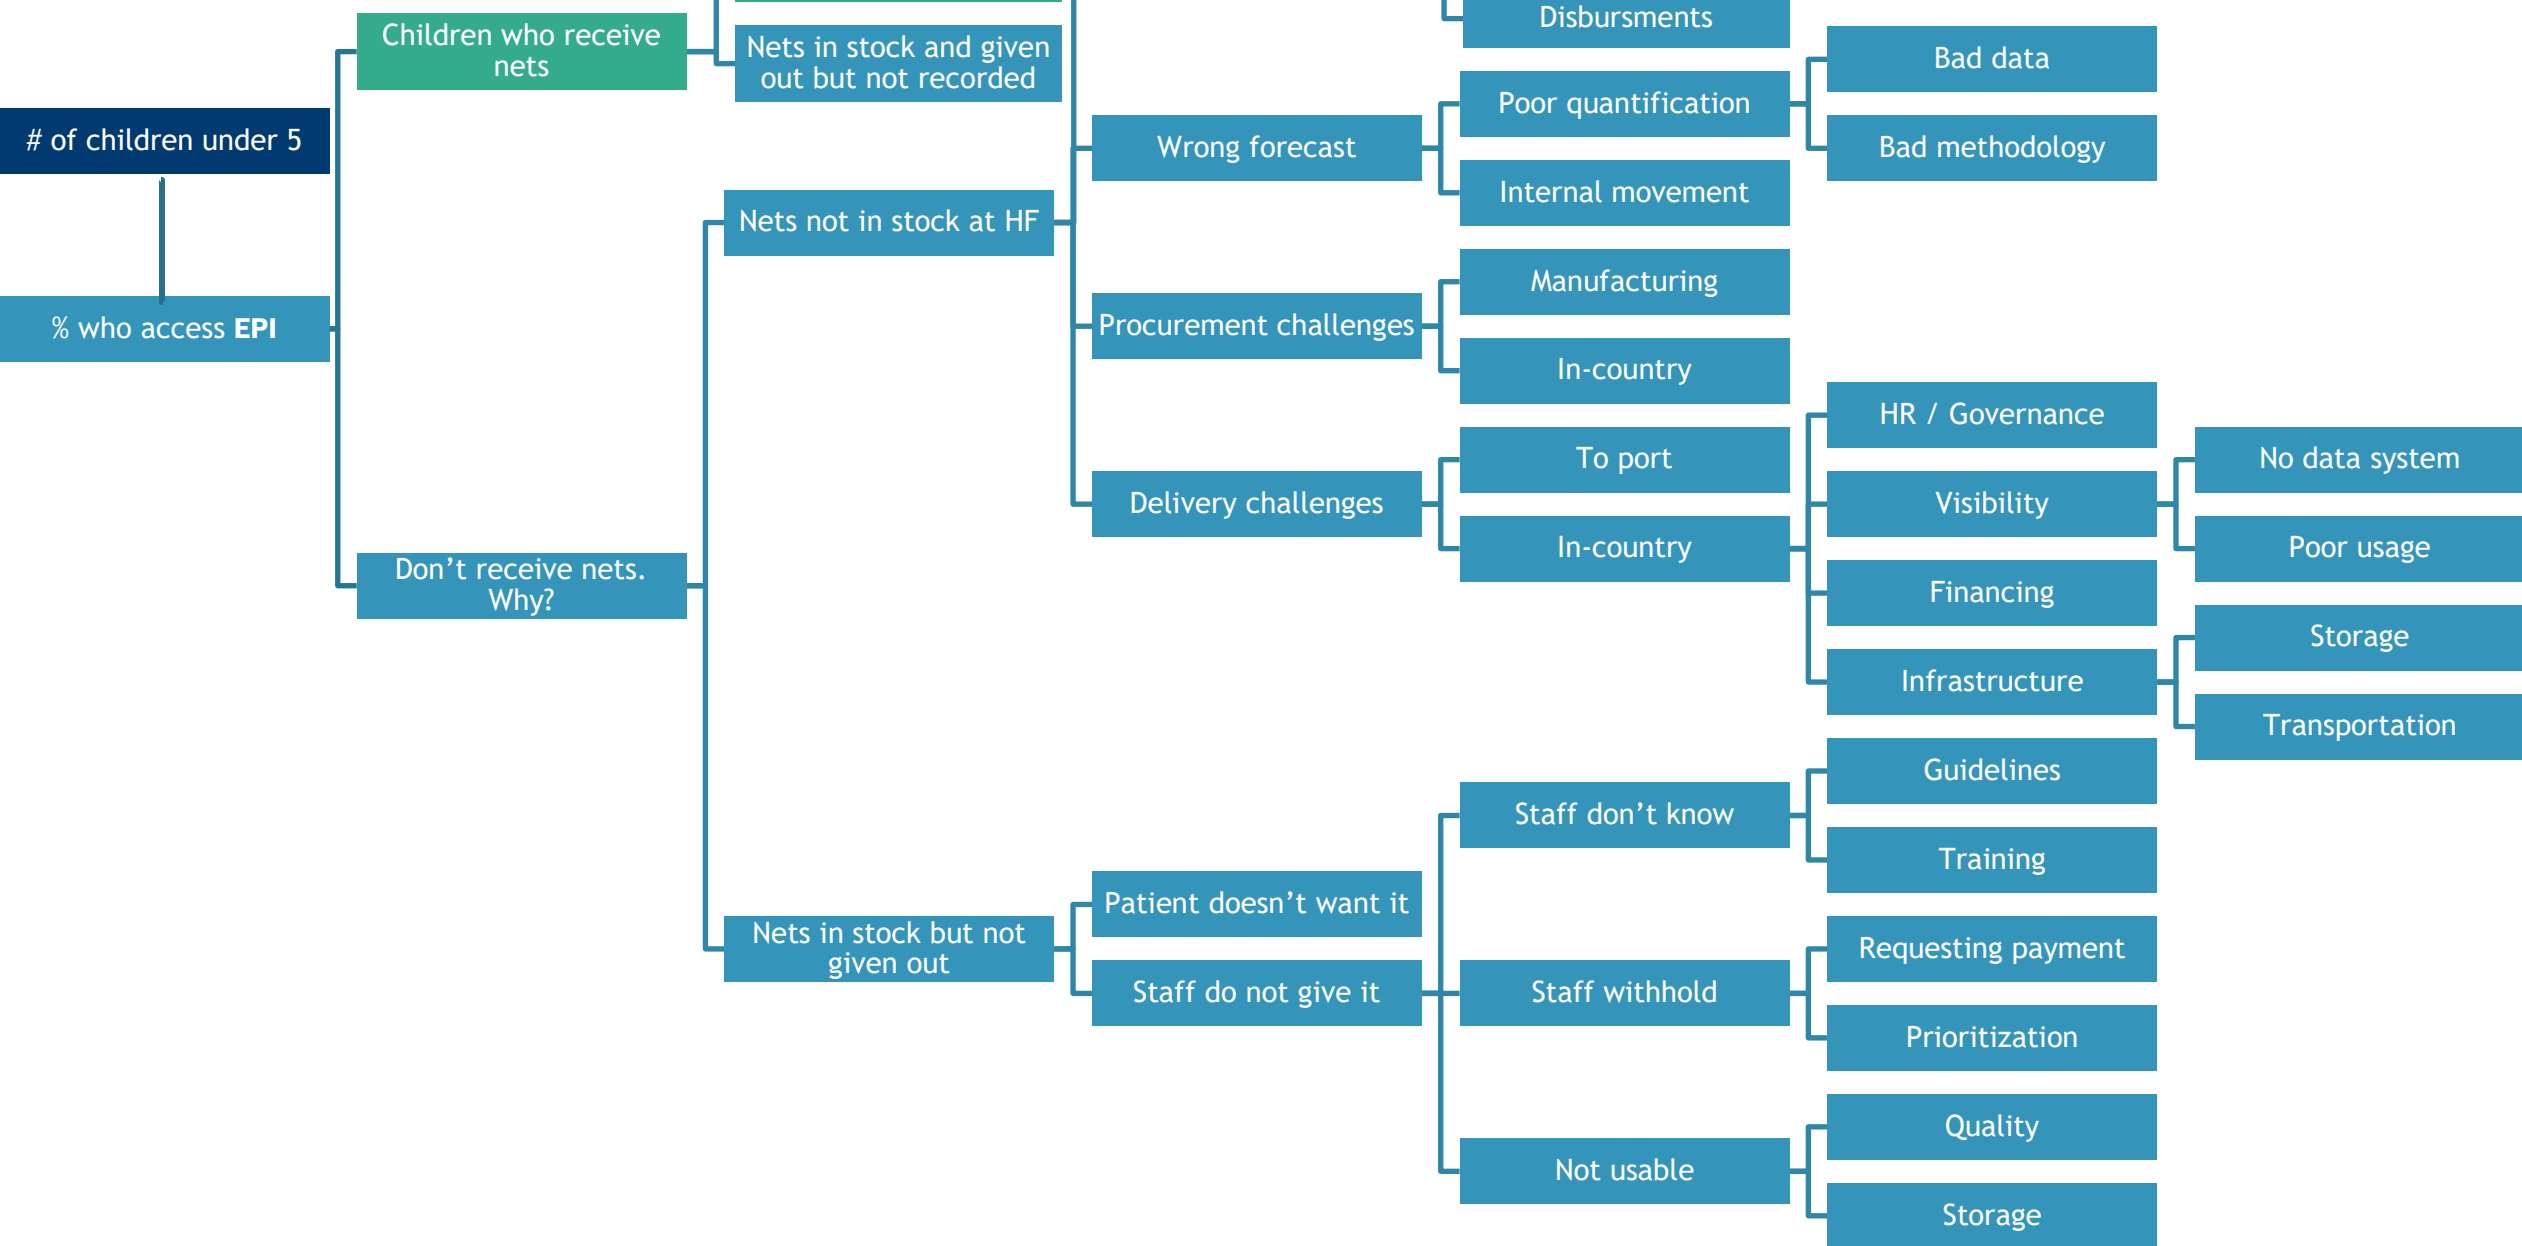 # of children under 5
% who access EPI
Children who receive
nets
Don’t receive nets.
Why?
Nets in stock and given
out but not recorded
Nets not in stock at HF
Nets in stock but not
given out
Wrong forecast
Procurement challenges
Delivery challenges
Patient doesn’t want it
Staff do not give it
Disbursments
Poor quantification
Internal movement
Manufacturing
In-country
To port
In-country
Staff don’t know
Staff withhold
Not usable
Bad data
Bad methodology
HR / Governance
Visibility
Financing
Infrastructure
Guidelines
Training
Requesting payment
Prioritization
Quality
Storage
No data system
Poor usage
Storage
Transportation